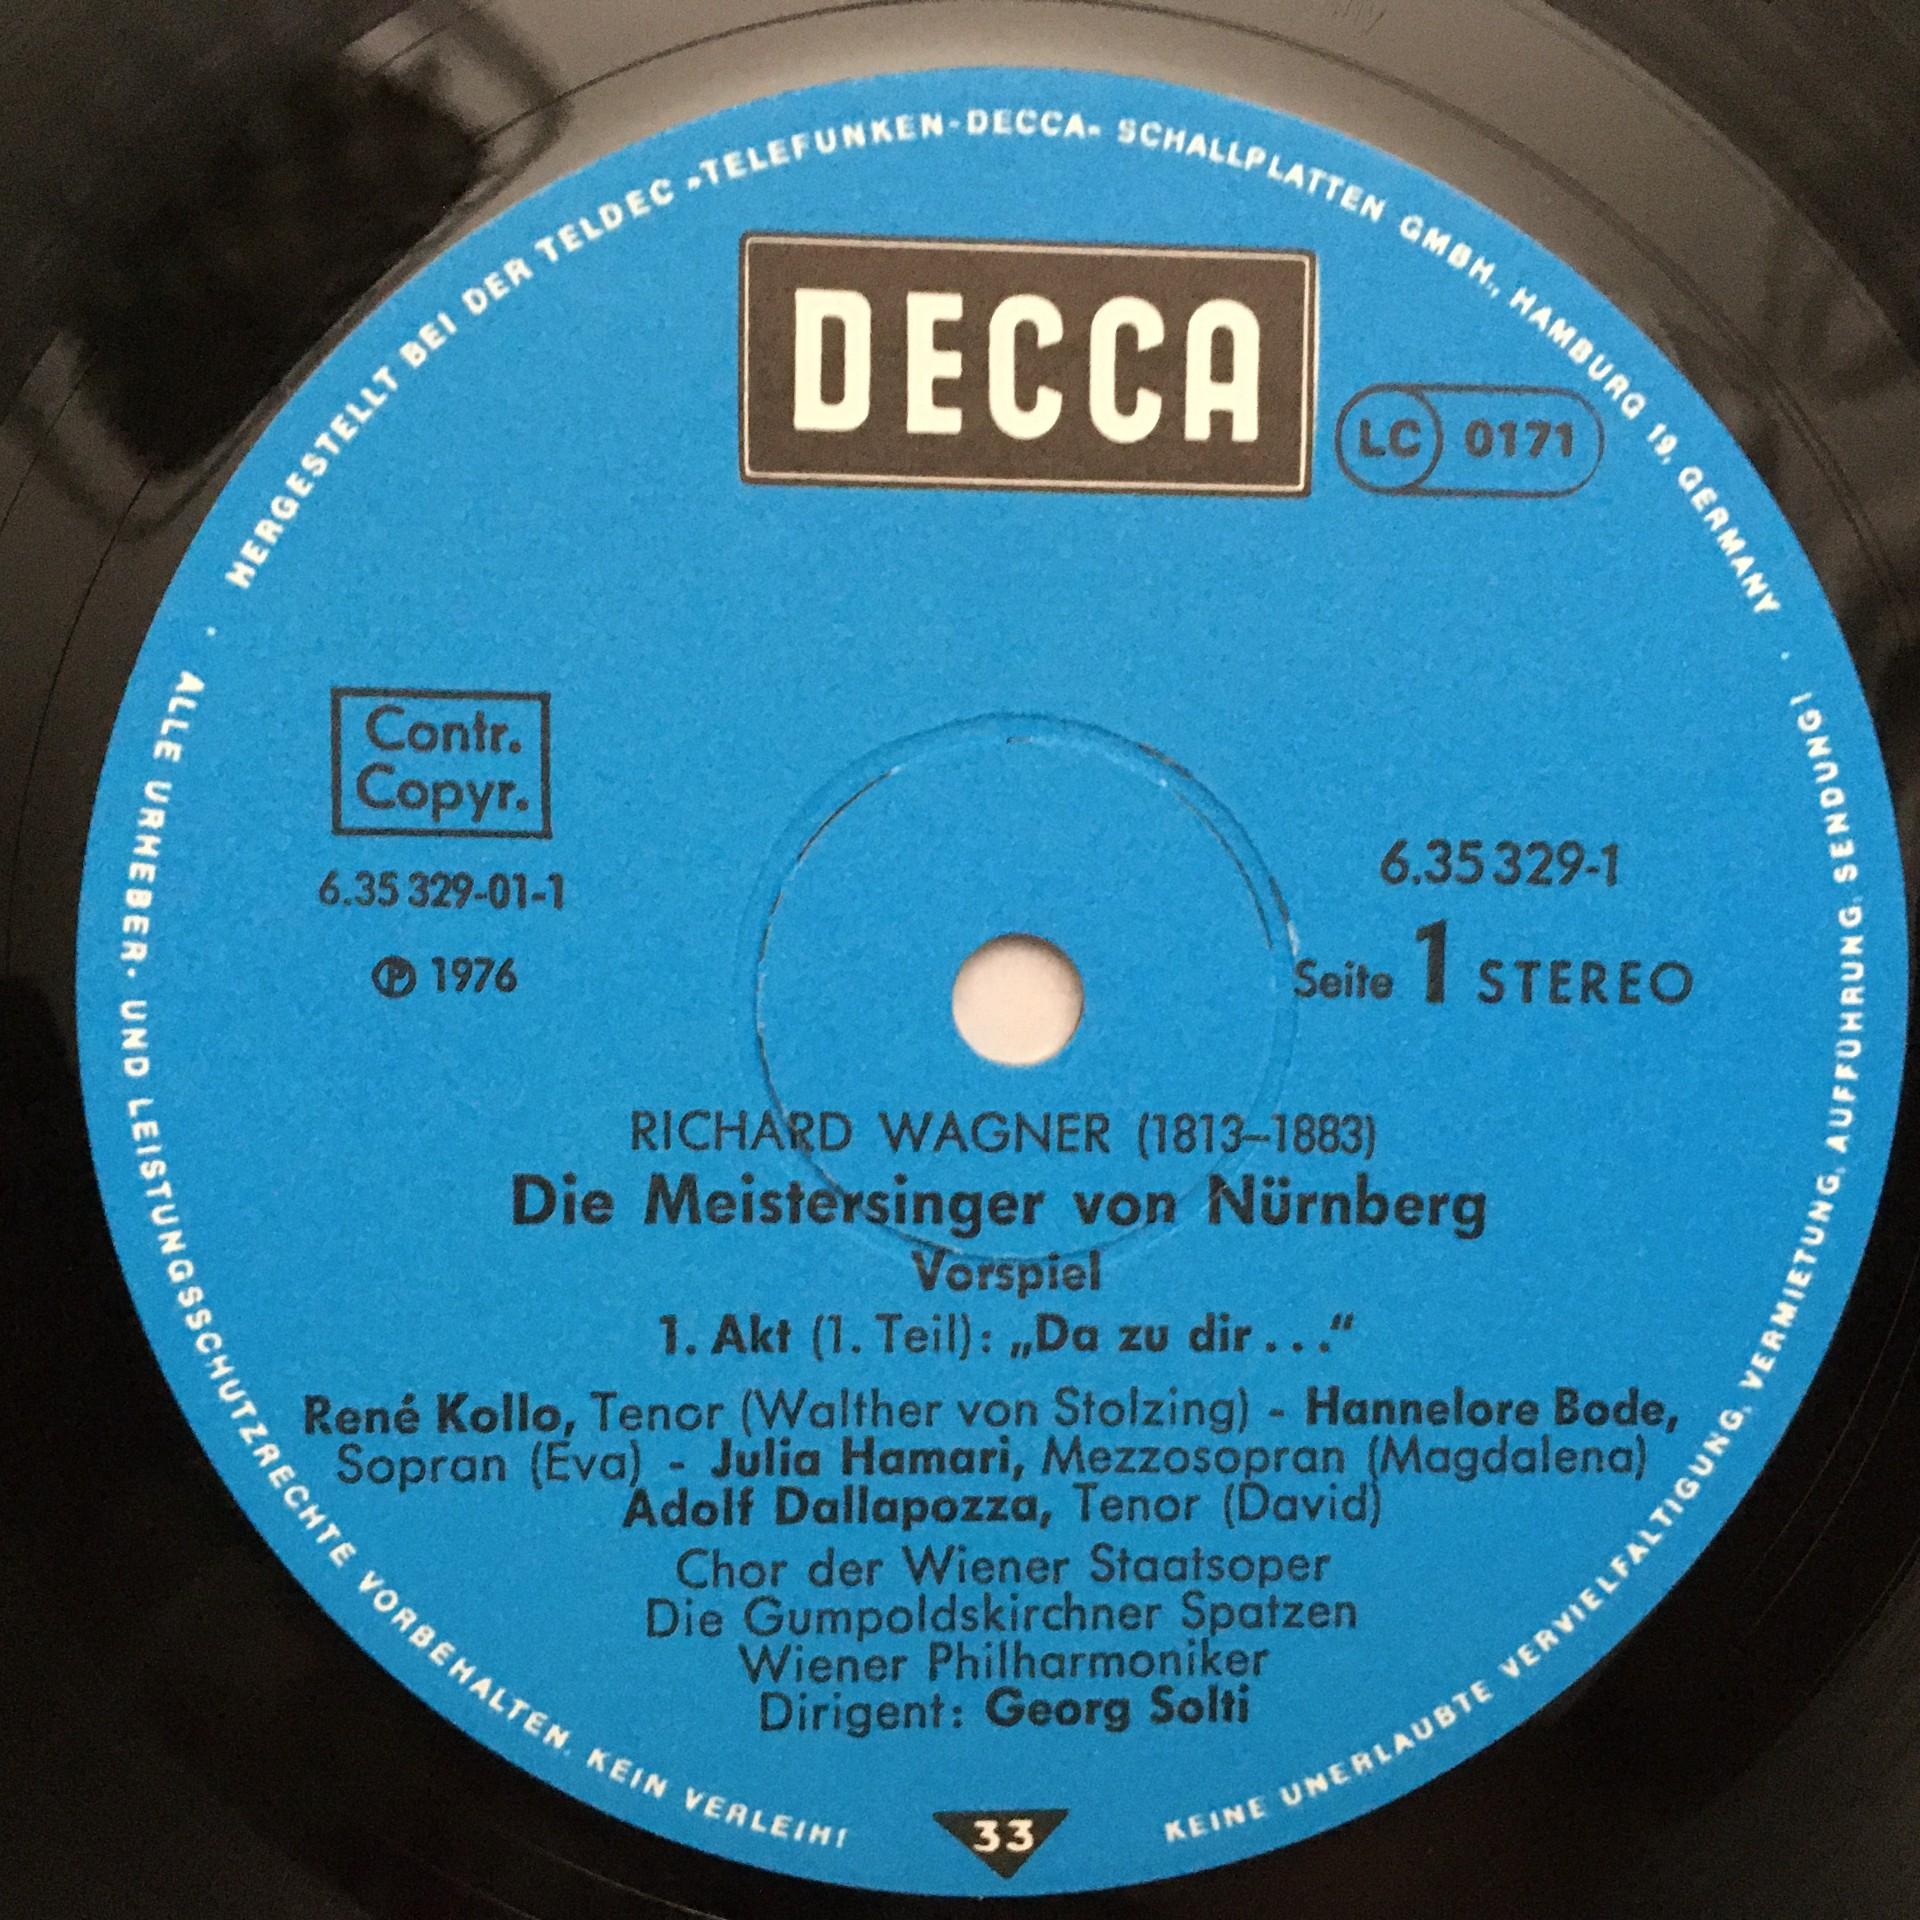 HERGESTELLT BEI DER TELDEC »TELEFUNKEN-DECCA« SCHALLPLATTEN GMBH., HAMBURG 19, GERMANY ·
DECCA
LC 0171
Contr.
Copyr.
6.35 329-01-1
℗ 1976
6.35 329-1
Seite 1 STEREO
RICHARD WAGNER (1813–1883)
Die Meistersinger von Nürnberg
Vorspiel
1. Akt (1. Teil): „Da zu dir . . .“
René Kollo, Tenor (Walther von Stolzing) - Hannelore Bode,
Sopran (Eva) - Julia Hamari, Mezzosopran (Magdalena)
Adolf Dallapozza, Tenor (David)
Chor der Wiener Staatsoper
Die Gumpoldskirchner Spatzen
Wiener Philharmoniker
Dirigent: Georg Solti
33
· ALLE URHEBER- UND LEISTUNGSSCHUTZRECHTE VORBEHALTEN. KEIN VERLEIH!
KEINE UNERLAUBTE VERVIELFÄLTIGUNG, VERMIETUNG, AUFFÜHRUNG, SENDUNG!